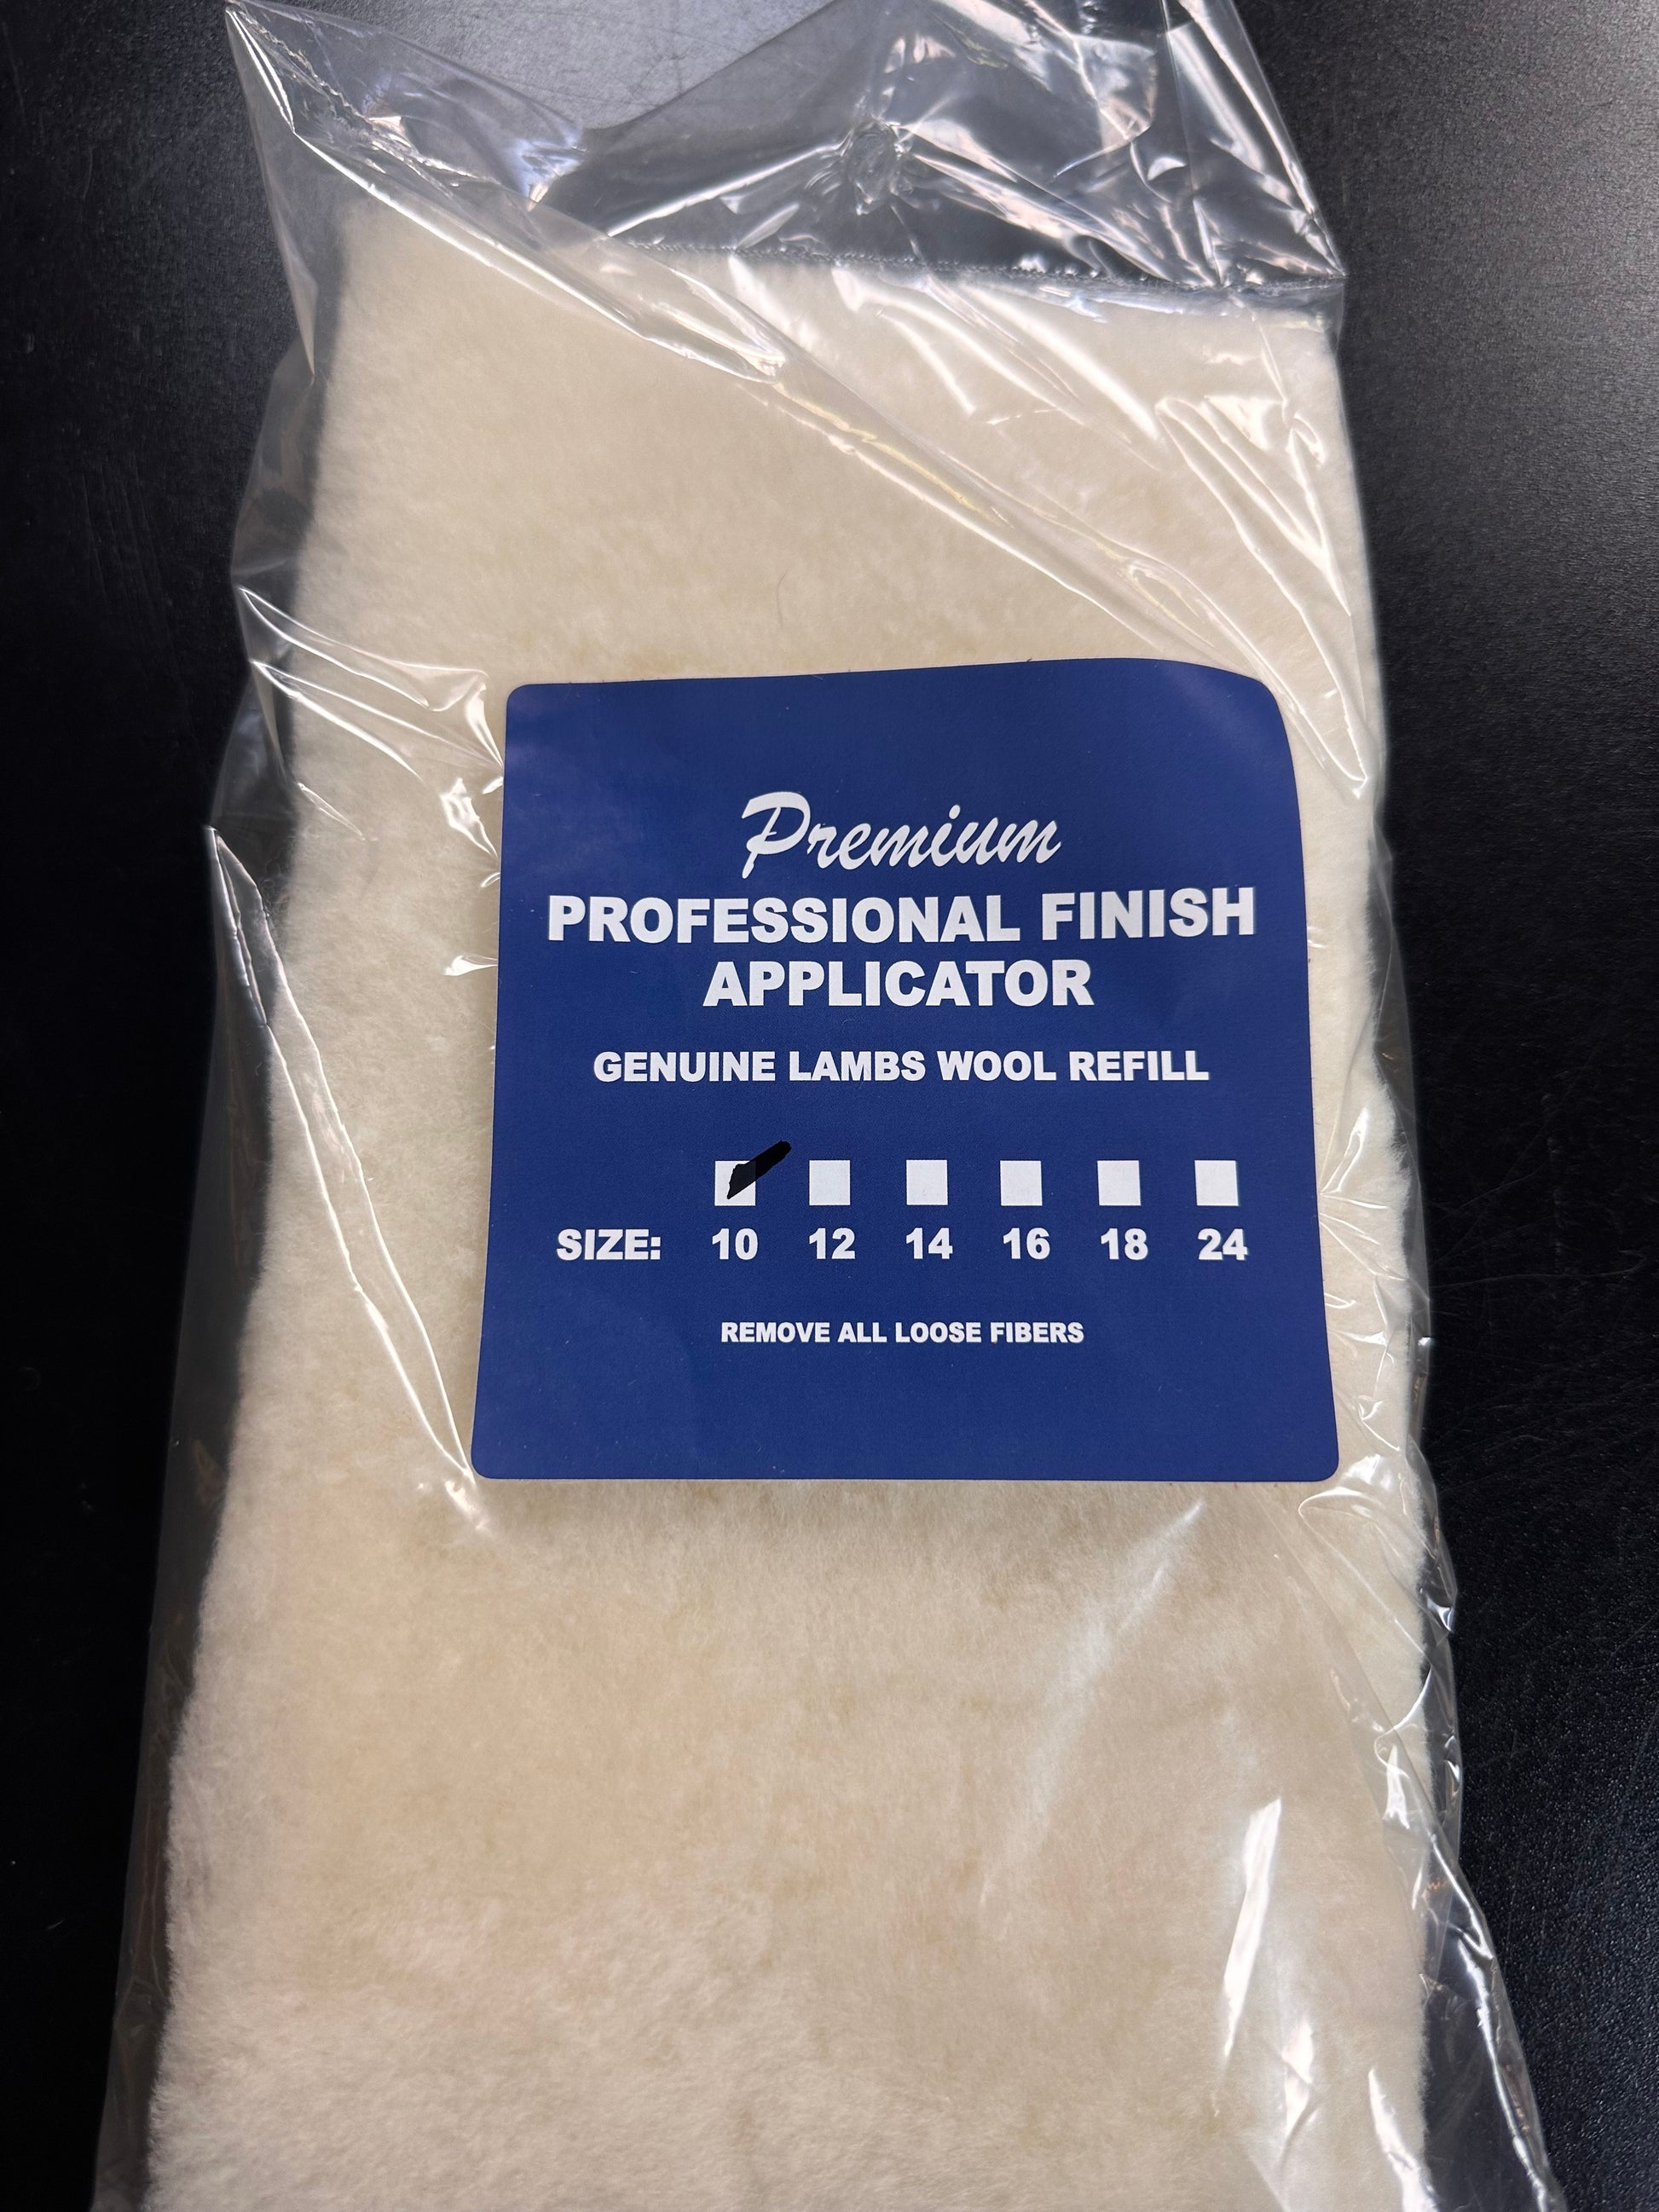 Premium
PROFESSIONAL FINISH
APPLICATOR
GENUINE LAMBS WOOL REFILL
SIZE: 10 12 14 16 18 24
REMOVE ALL LOOSE FIBERS